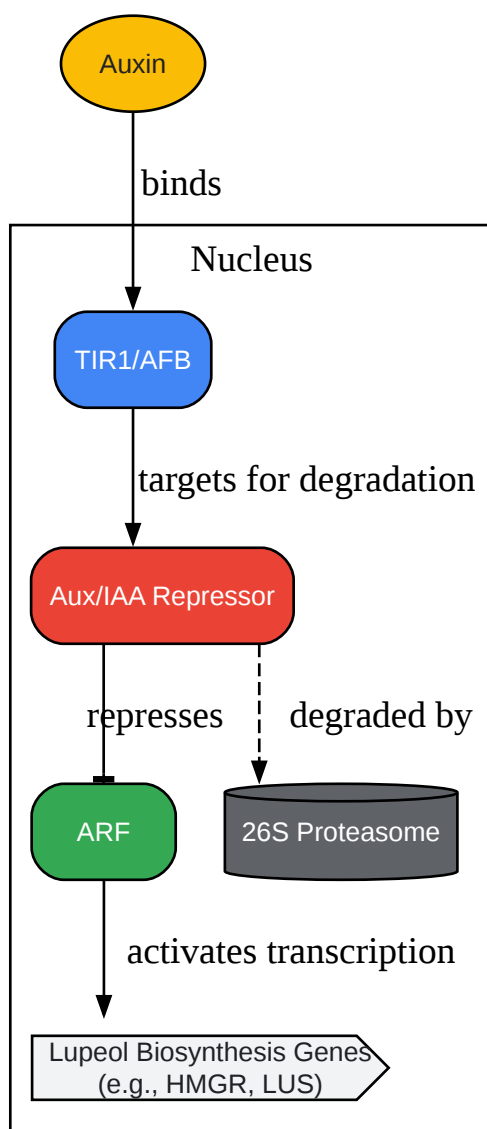 Auxin
binds
Nucleus
TIR1/AFB
targets for degradation
Aux/IAA Repressor
represses
degraded by
ARF
26S Proteasome
activates transcription
Lupeol Biosynthesis Genes
(e.g., HMGR, LUS)